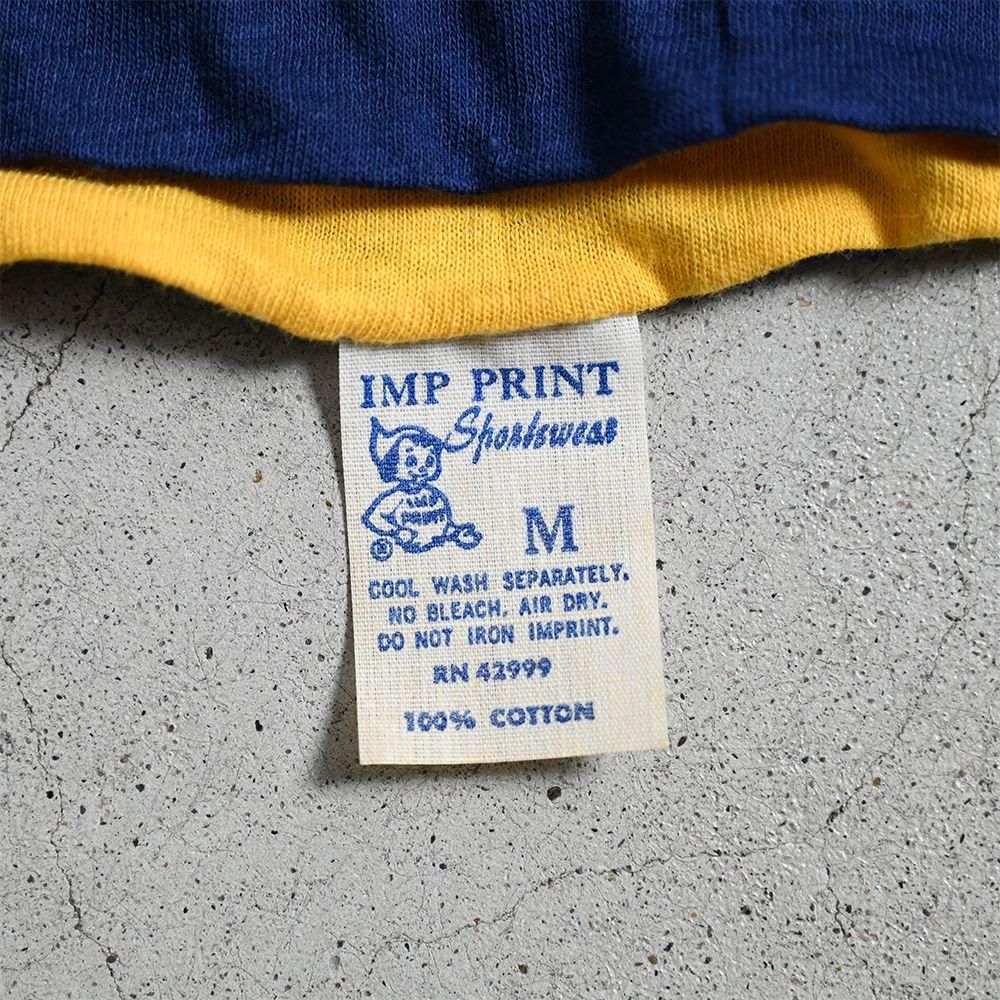 IMP PRINT
Sportswear
M
COOL WASH SEPARATELY.
NO BLEACH. AIR DRY.
DO NOT IRON IMPRINT.
RN 42999
100% COTTON